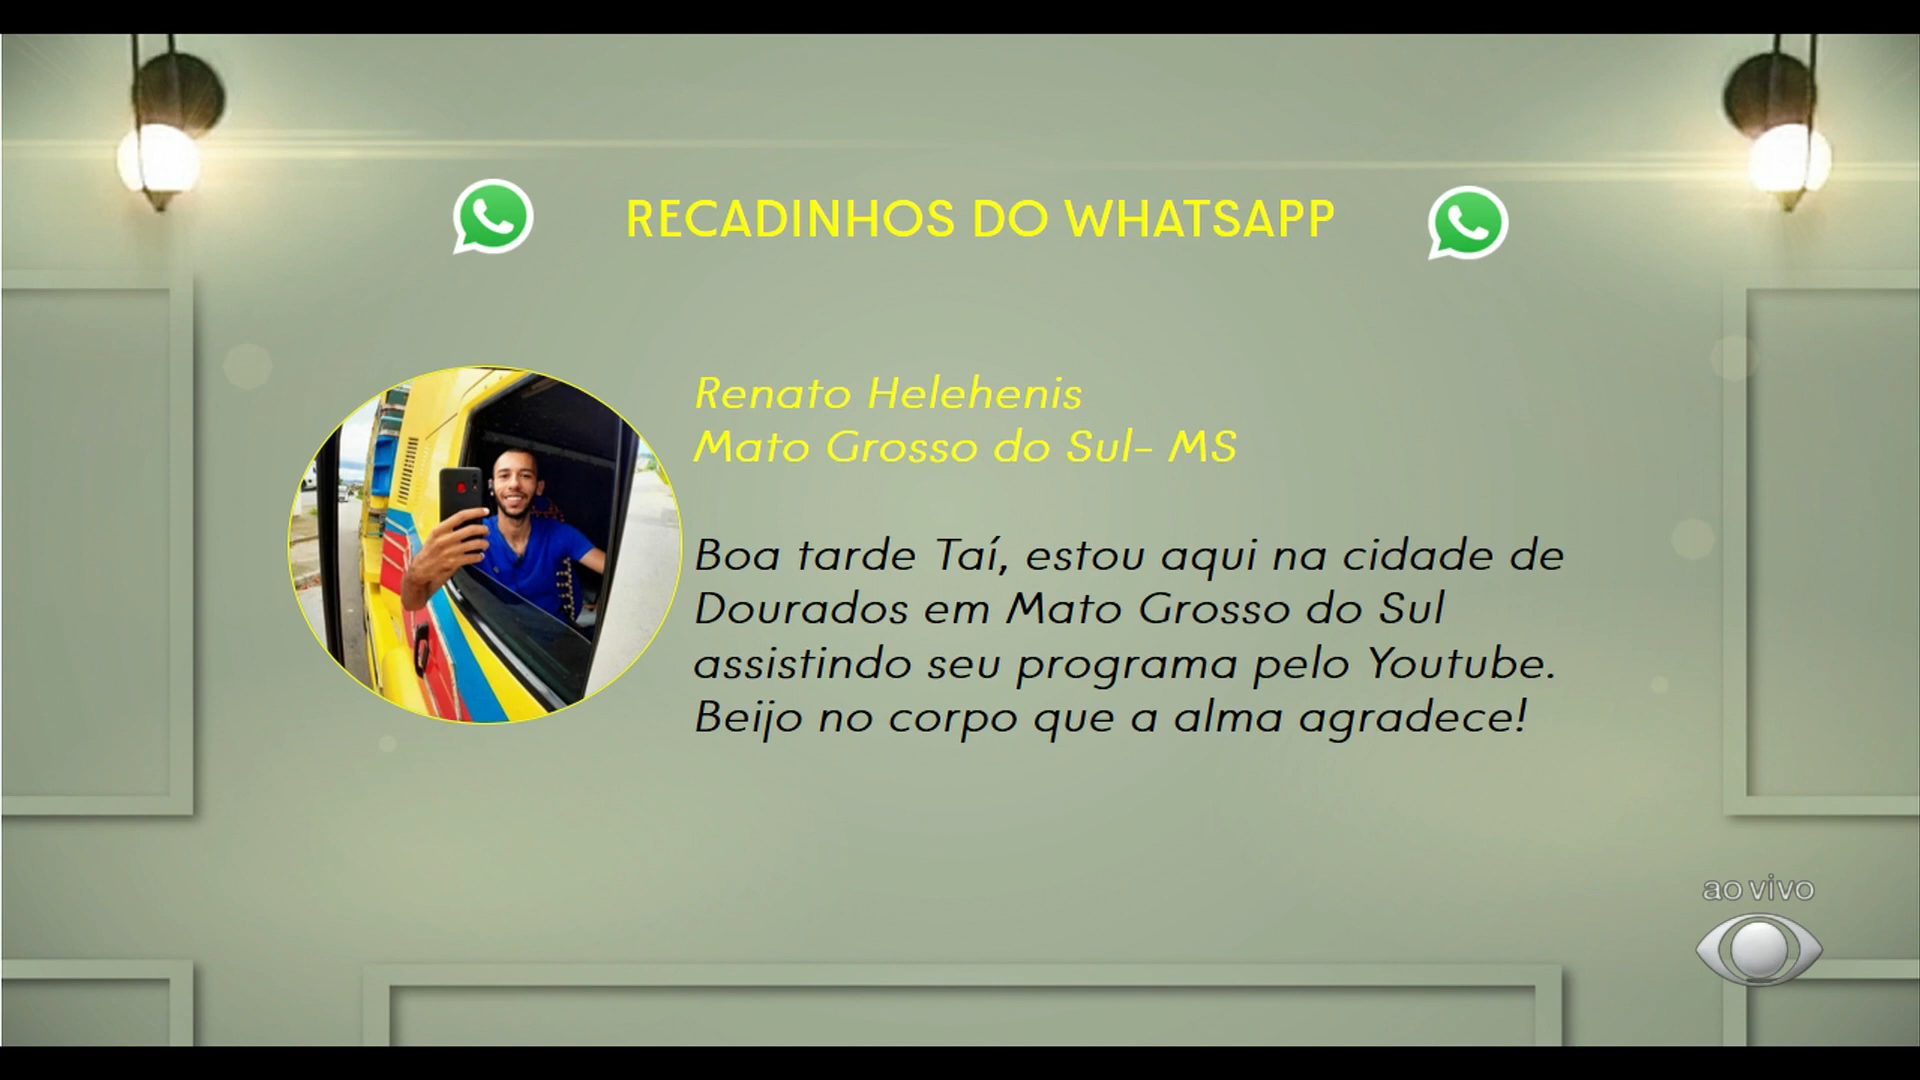 RECADINHOS DO WHATSAPP
Renato Helehenis
Mato Grosso do Sul- MS
Boa tarde Taí, estou aqui na cidade de
Dourados em Mato Grosso do Sul
assistindo seu programa pelo Youtube.
Beijo no corpo que a alma agradece!
ao vivo